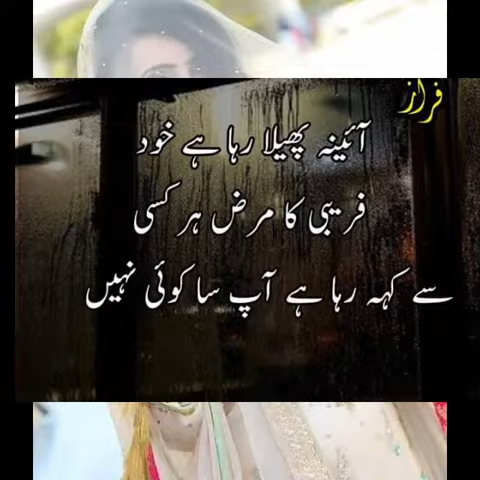 فراز
آئینہ پھیلا رہا ہے خود
فریبی کا مرض ہر کسی
سے کہہ رہا ہے آپ سا کوئی نہیں